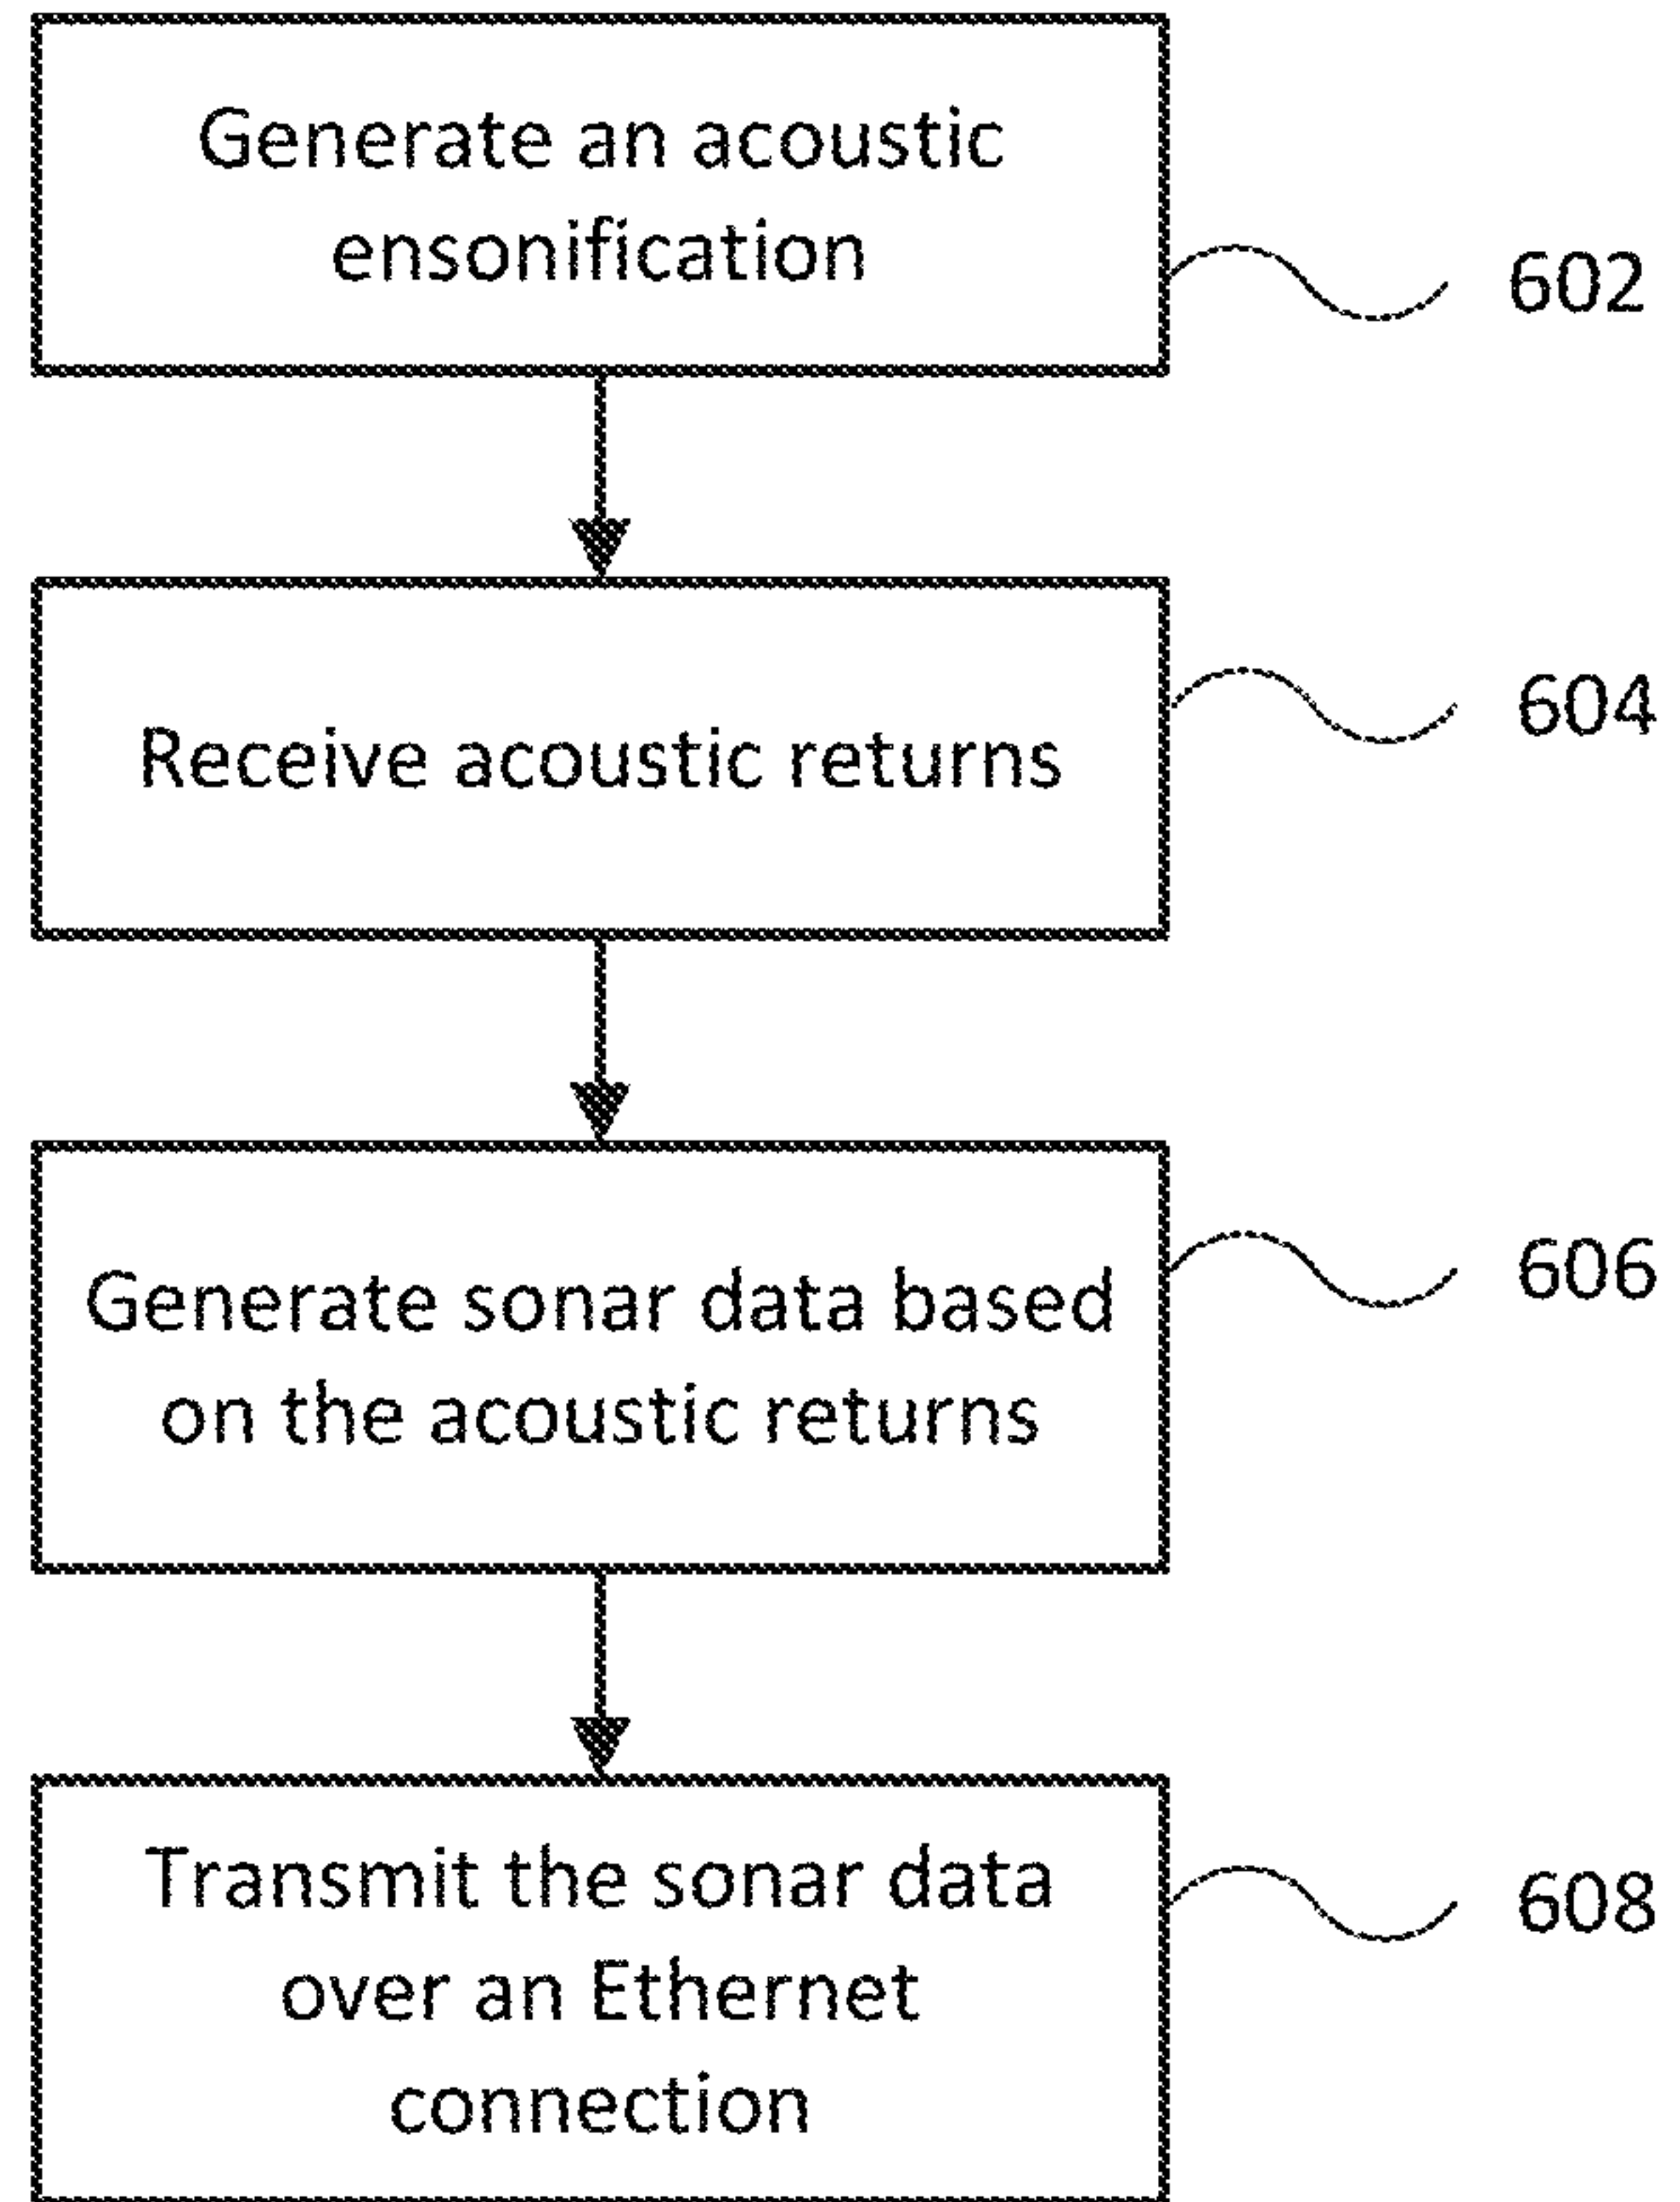 Generate an acoustic
ensonification
602
Receive acoustic returns
604
Generate sonar data based
on the acoustic returns
606
Transmit the sonar data
over an Ethernet
connection
608